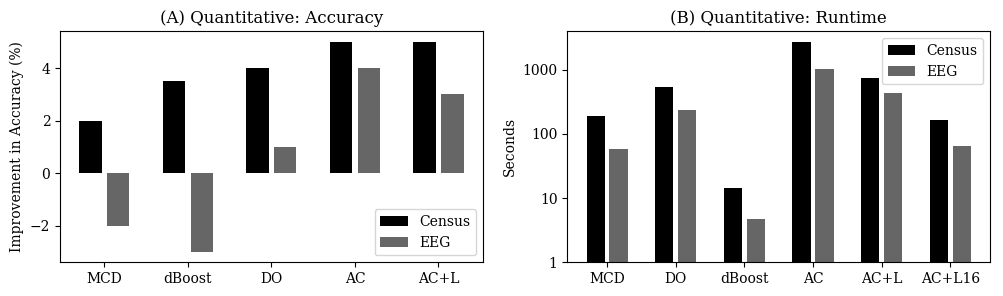 (A) Quantitative: Accuracy
Improvement in Accuracy (%)
4
2
0
−2
MCD dBoost DO AC AC+L
Census
EEG
(B) Quantitative: Runtime
Seconds
1000
100
10
1
MCD DO dBoost AC AC+L AC+L16
Census
EEG